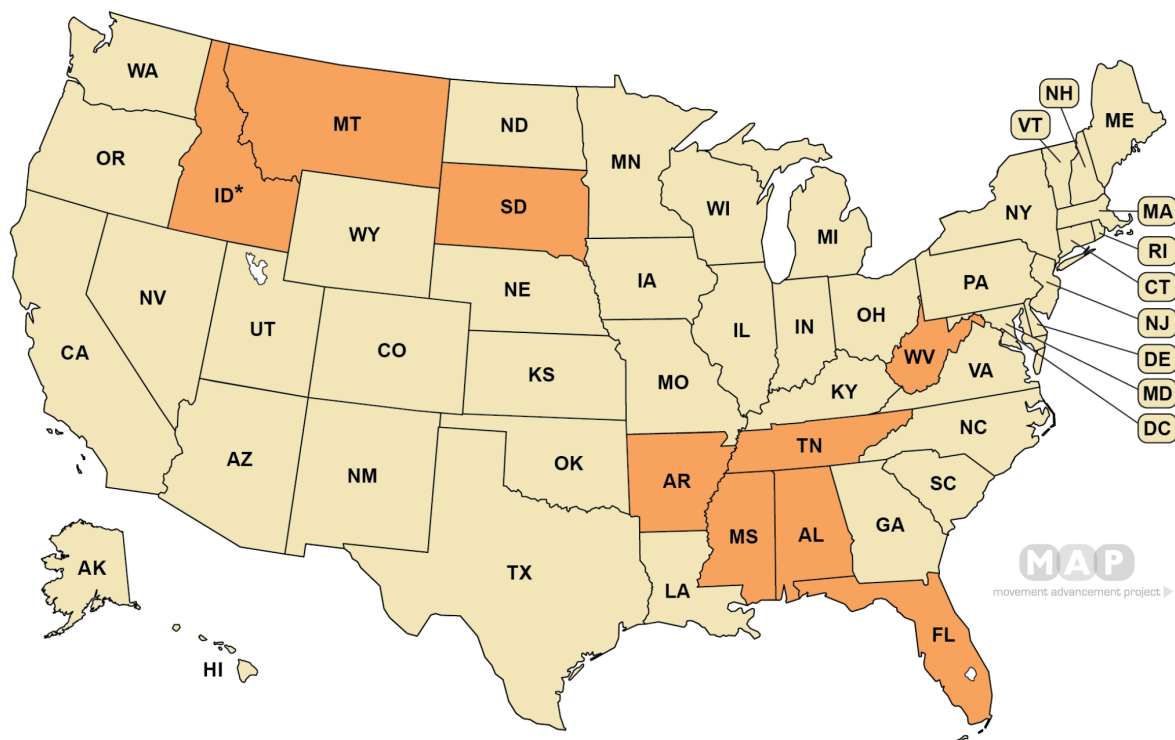 NH
WA
VT
ME
MT
ND
OR
MN
ID*
SD
WI
NY
MA
WY
MI
RI
IA
PA
CT
NE
NV
OH
NJ
IL
IN
UT
CA
CO
WV
DE
KS
MO
VA
KY
MD
DC
NC
TN
AZ
OK
NM
AR
SC
GA
MS
AL
AK
TX
MAP
LA
movement advancement project
FL
HI